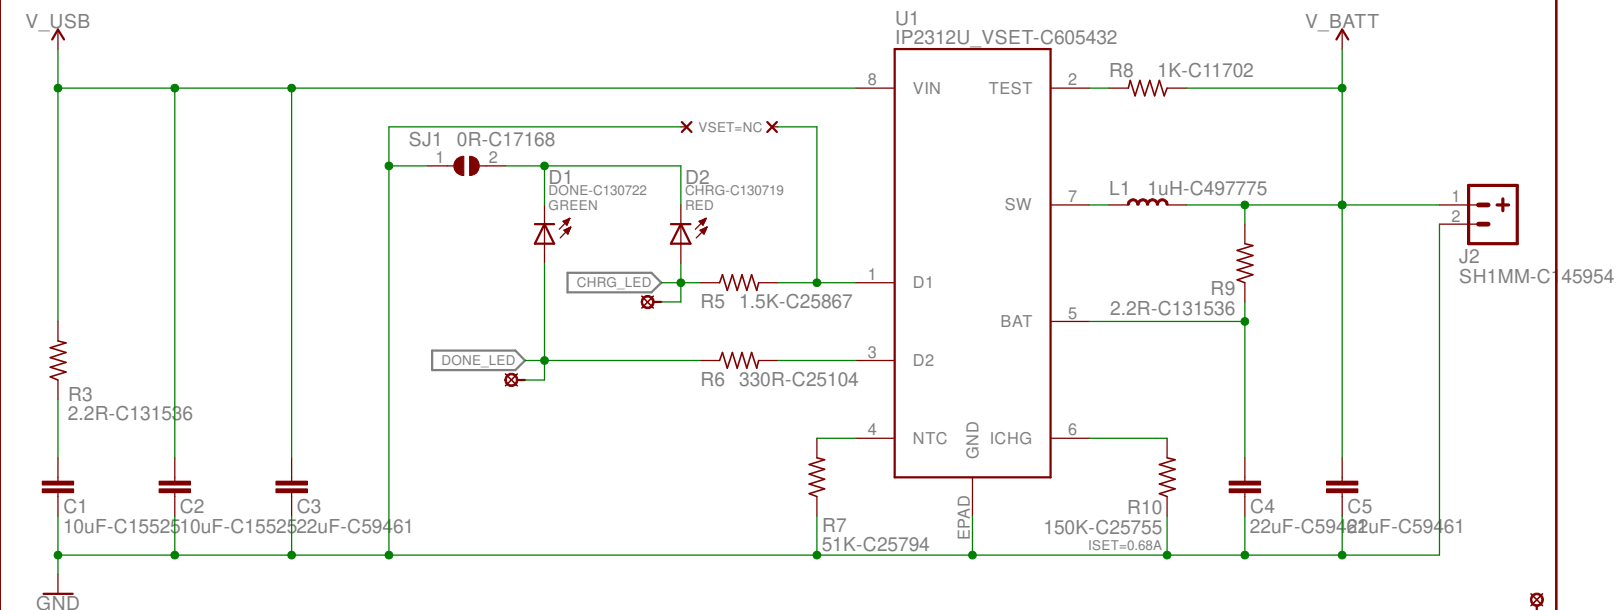 V_USB
U1
IP2312U_VSET-C605432
V_BATT
8
VIN
TEST
2
R8 1K-C11702
VSET=NC
SJ1 0R-C17168
1
2
D1
DONE-C130722
GREEN
D2
CHRG-C130719
RED
SW
7
L1 1uH-C497775
1
2
+
J2
SH1MM-C145954
CHRG_LED
R5 1.5K-C25867
1
D1
R9
2.2R-C131536
BAT
5
DONE_LED
R6 330R-C25104
3
D2
R3
2.2R-C131536
4
NTC
GND
ICHG
6
C1
10uF-C15525
C2
10uF-C15525
C3
22uF-C59461
R7
51K-C25794
EPAD
R10
150K-C25755
ISET=0.68A
C4
22uF-C59461
C5
22uF-C59461
GND